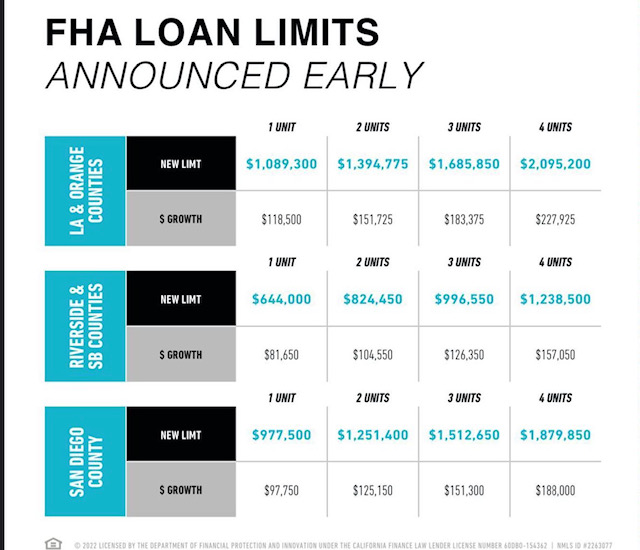 FHA LOAN LIMITS
ANNOUNCED EARLY
1 UNIT 2 UNITS 3 UNITS 4 UNITS
LA & ORANGE
COUNTIES
NEW LIMT $1,089,300 $1,394,775 $1,685,850 $2,095,200
$ GROWTH $118,500 $151,725 $183,375 $227,925
1 UNIT 2 UNITS 3 UNITS 4 UNITS
RIVERSIDE &
SB COUNTIES
NEW LIMT $644,000 $824,450 $996,550 $1,238,500
$ GROWTH $81,650 $104,550 $126,350 $157,050
1 UNIT 2 UNITS 3 UNITS 4 UNITS
SAN DIEGO
COUNTY
NEW LIMT $977,500 $1,251,400 $1,512,650 $1,879,850
$ GROWTH $97,750 $125,150 $151,300 $188,000
© 2022 LICENSED BY THE DEPARTMENT OF FINANCIAL PROTECTION AND INNOVATION UNDER THE CALIFORNIA FINANCE LAW LENDER LICENSE NUMBER 60DBO-154362 | NMLS ID #2263077